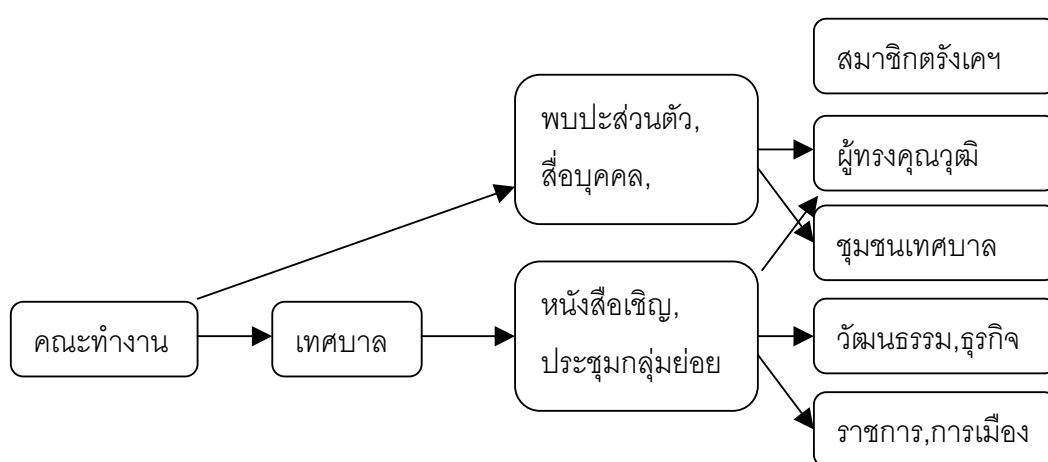 สมาชิกตรังเคฯ
พบปะส่วนตัว,
สื่อบุคคล,
ผู้ทรงคุณวุฒิ
ชุมชนเทศบาล
คณะทำงาน
เทศบาล
หนังสือเชิญ,
ประชุมกลุ่มย่อย
วัฒนธรรม,ธุรกิจ
ราชการ,การเมือง